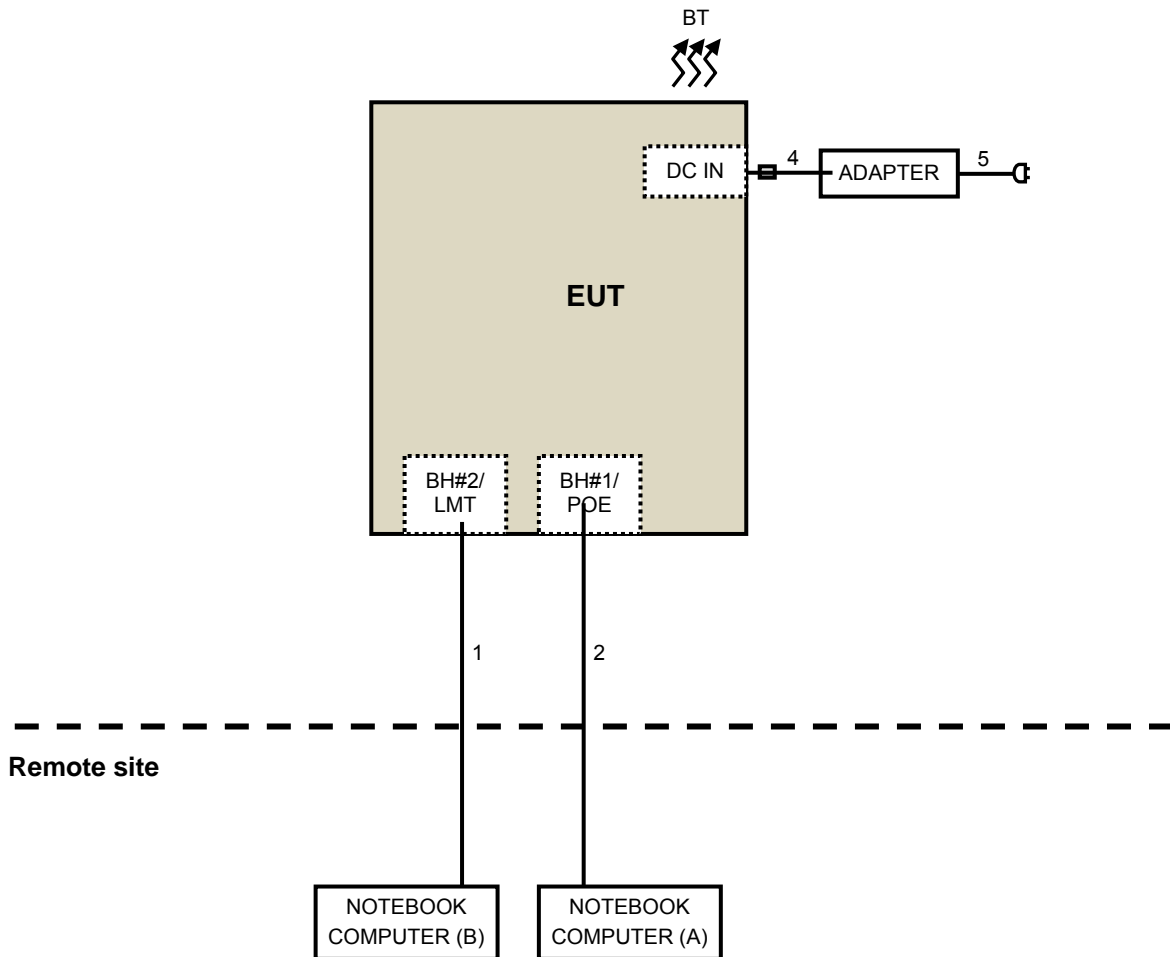 BT
DC IN
4
ADAPTER
5
EUT
BH#2/
LMT
BH#1/
POE
1
2
Remote site
NOTEBOOK
COMPUTER (B)
NOTEBOOK
COMPUTER (A)